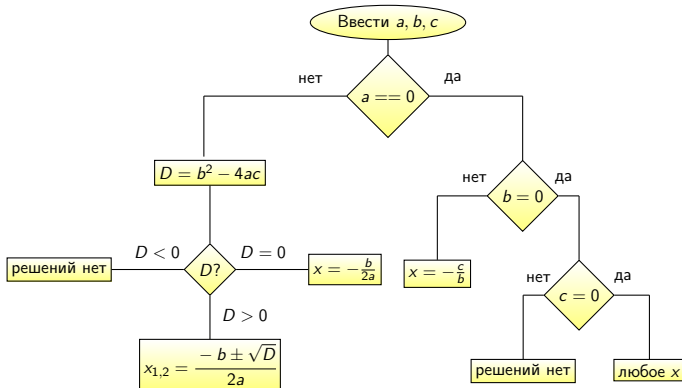 Ввести a, b, c
нет
да
a == 0
D = b² − 4ac
нет
да
b = 0
D < 0
D = 0
решений нет
D?
x = −b/2a
x = −c/b
нет
да
c = 0
D > 0
x₁,₂ = (− b ± √D)/2a
решений нет
любое x